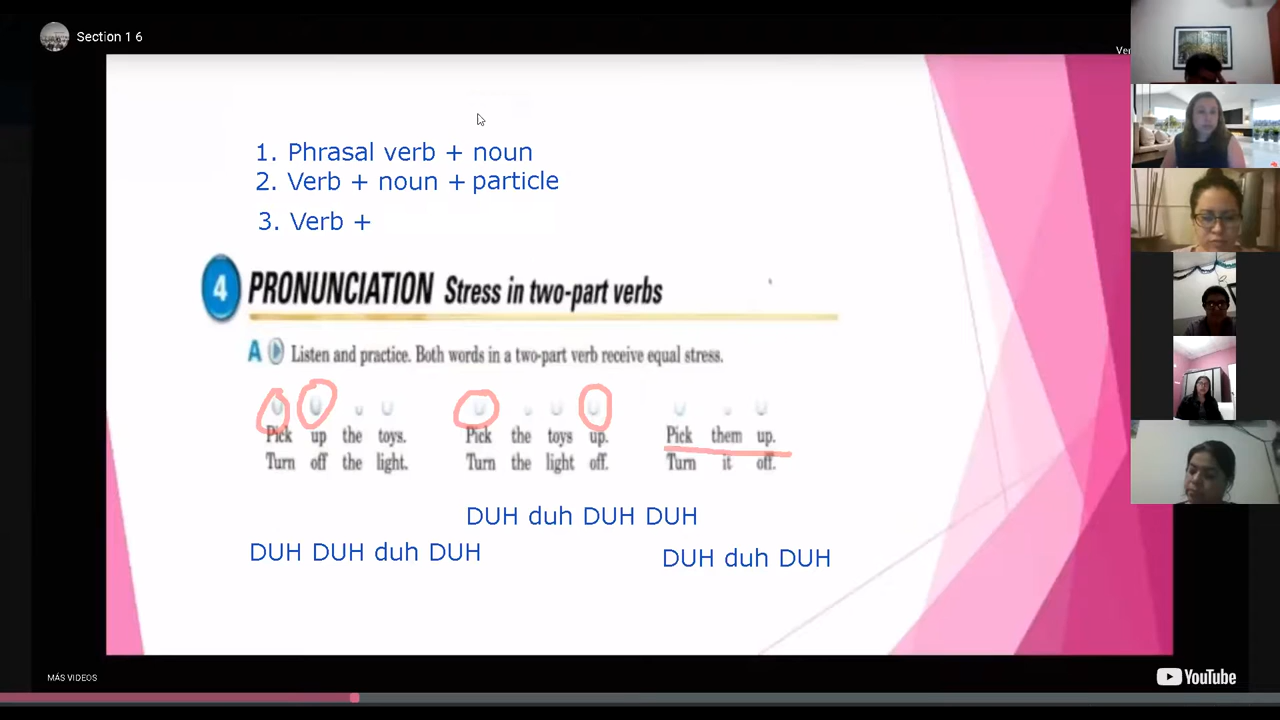 Section 1 6
Ver
1. Phrasal verb + noun
2. Verb + noun + particle
3. Verb +
4 PRONUNCIATION Stress in two-part verbs
A Listen and practice. Both words in a two-part verb receive equal stress.
Pick up the toys. Pick the toys up. Pick them up.
Turn off the light. Turn the light off. Turn it off.
DUH duh DUH DUH
DUH DUH duh DUH DUH duh DUH
MÁS VIDEOS
YouTube